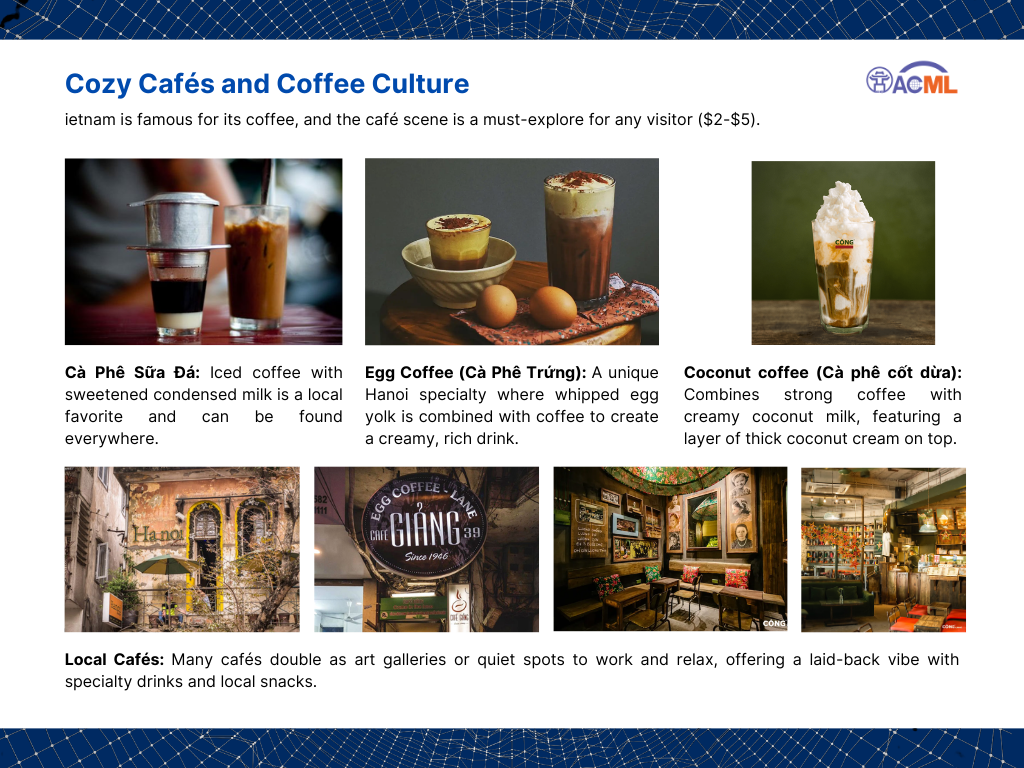 Cozy Cafés and Coffee Culture
ACML
ietnam is famous for its coffee, and the café scene is a must-explore for any visitor ($2-$5).
CÔNG
Cà Phê Sữa Đá: Iced coffee with
sweetened condensed milk is a local
favorite and can be found
everywhere.
Egg Coffee (Cà Phê Trứng): A unique
Hanoi specialty where whipped egg
yolk is combined with coffee to create
a creamy, rich drink.
Coconut coffee (Cà phê cốt dừa):
Combines strong coffee with
creamy coconut milk, featuring a
layer of thick coconut cream on top.
Hanoi
EGG COFFEE - LANE
CAFÉ GIẢNG 39
Since 1946
CÔNG
Local Cafés: Many cafés double as art galleries or quiet spots to work and relax, offering a laid-back vibe with
specialty drinks and local snacks.